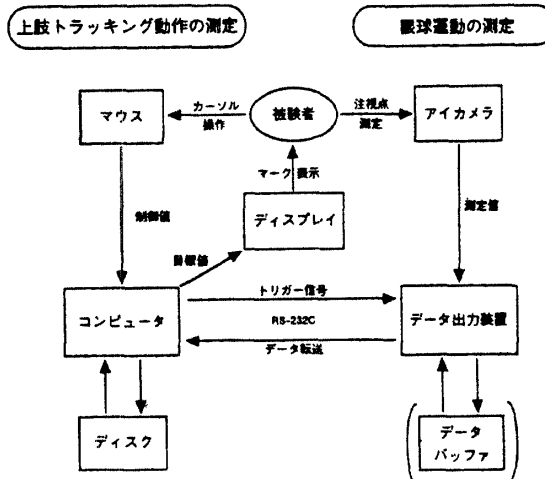 上肢トラッキング動作の測定
眼球運動の測定
マウス
カーソル
操作
被験者
注視点
測定
アイカメラ
マーク表示
制御値
ディスプレイ
測定値
目標値
コンピュータ
トリガー信号
RS-232C
データ転送
データ出力装置
ディスク
データ
バッファ